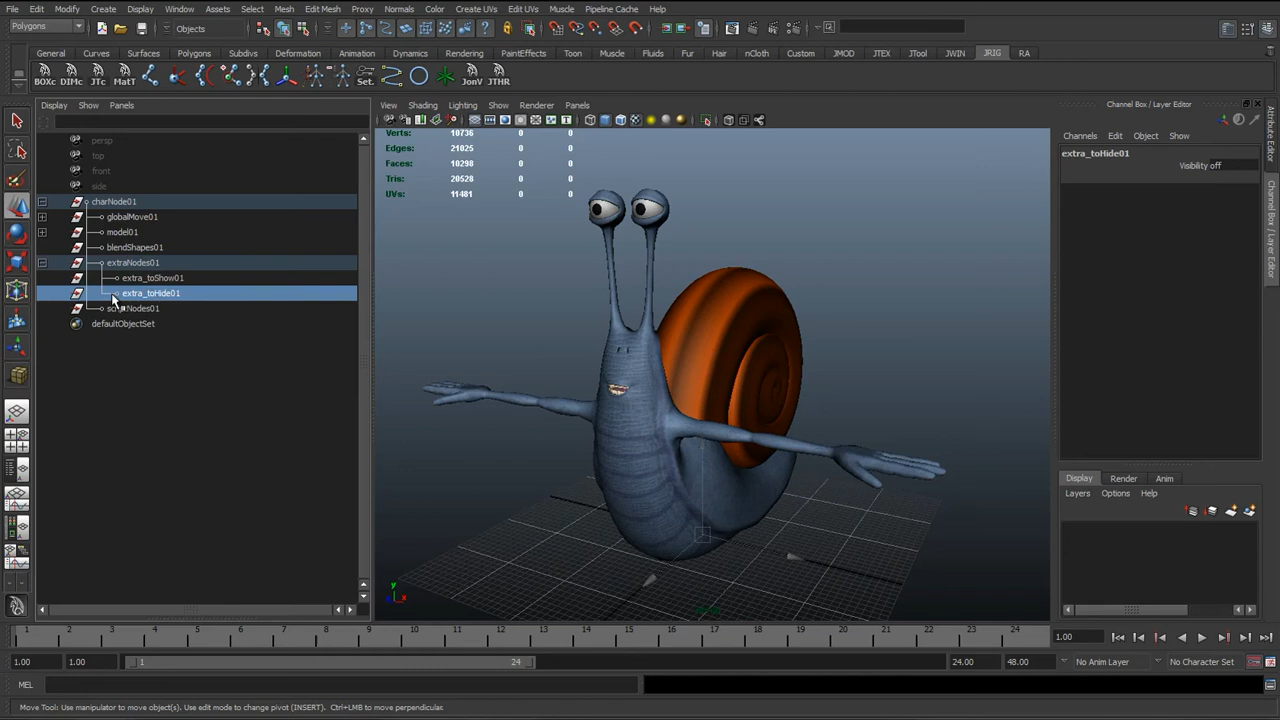 File Edit Modify Create Display Window Assets Select Mesh Edit Mesh Proxy Normals Color Create UVs Edit UVs Muscle Pipeline Cache Help
Polygons Objects
General Curves Surfaces Polygons Subdivs Deformation Animation Dynamics Rendering PaintEffects Toon Muscle Fluids Fur Hair nCloth Custom JMOD JTEX JTool JWIN JRIG RA
BOXc DIMc JTc MatT Set. JonV JTHR
Display Show Panels
View Shading Lighting Show Renderer Panels
Channel Box / Layer Editor
Channels Edit Object Show
extra_toHide01
Visibility off
Attribute Editor
Channel Box / Layer Editor
persp
top
front
side
charNode01
globalMove01
model01
blendShapes01
extraNodes01
extra_toShow01
extra_toHide01
defaultObjectSet
Verts: 10736 0 0
Edges: 21025 0 0
Faces: 10298 0 0
Tris: 20528 0 0
UVs: 11481 0 0
y
x
Display Render Anim
Layers Options Help
1 2 3 4 5 6 7 8 9 10 11 12 13 14 15 16 17 18 19 20 21 22 23 24
1.00
1.00 1.00 1 24 24.00 48.00 No Anim Layer No Character Set
MEL
Move Tool: Use manipulator to move object(s). Use edit mode to change pivot (INSERT). Ctrl+LMB to move perpendicular.